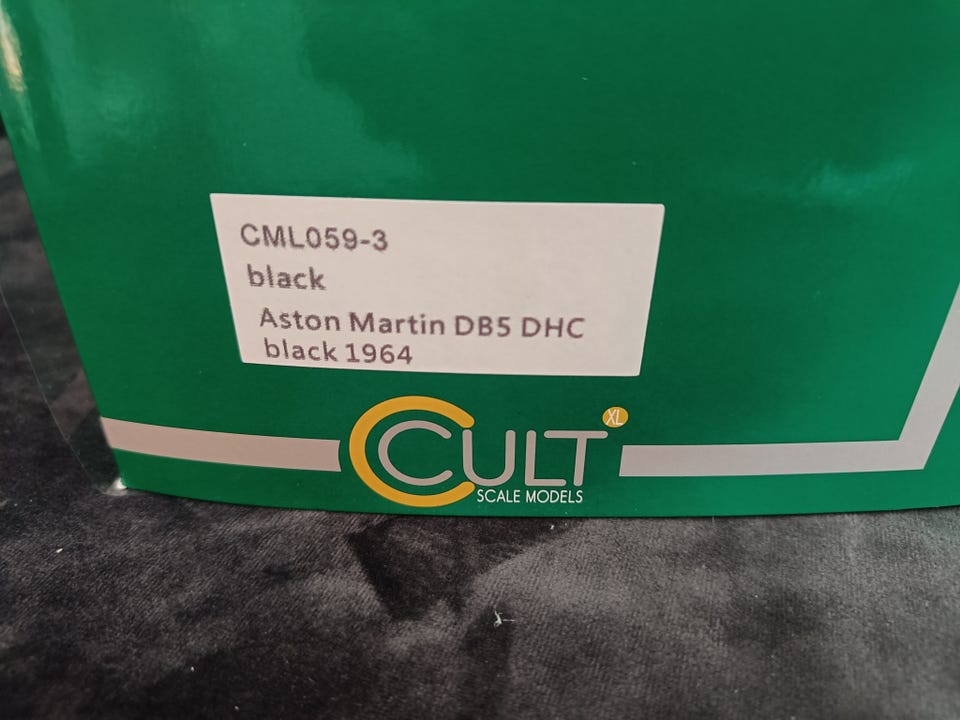 CML059-3
black
Aston Martin DB5 DHC
black 1964
CULT XL
SCALE MODELS